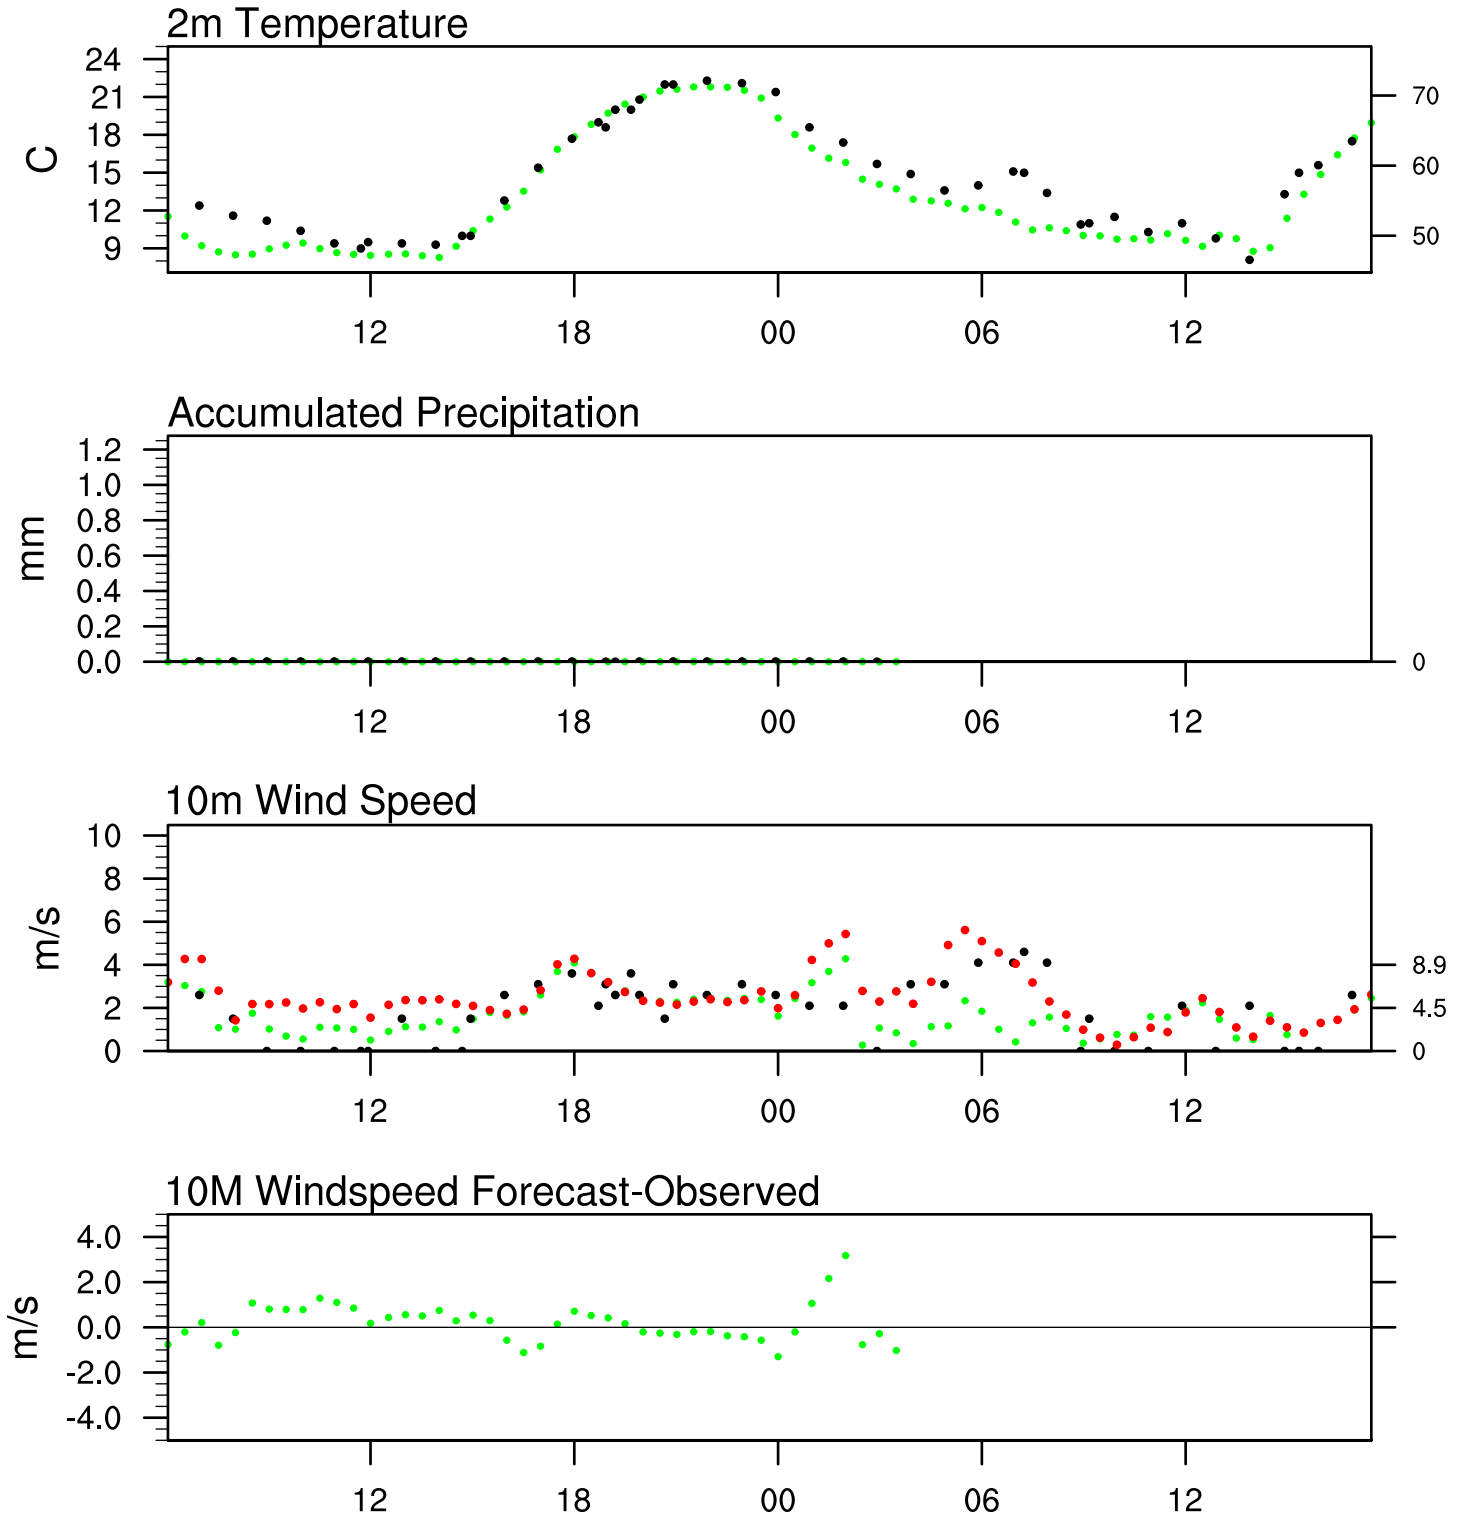 2m Temperature
24
21
18
15
12
9
C
70
60
50
12 18 00 06 12
Accumulated Precipitation
1.2
1.0
0.8
0.6
0.4
0.2
0.0
mm
0
12 18 00 06 12
10m Wind Speed
10
8
6
4
2
0
m/s
8.9
4.5
0
12 18 00 06 12
10M Windspeed Forecast-Observed
4.0
2.0
0.0
-2.0
-4.0
m/s
12 18 00 06 12